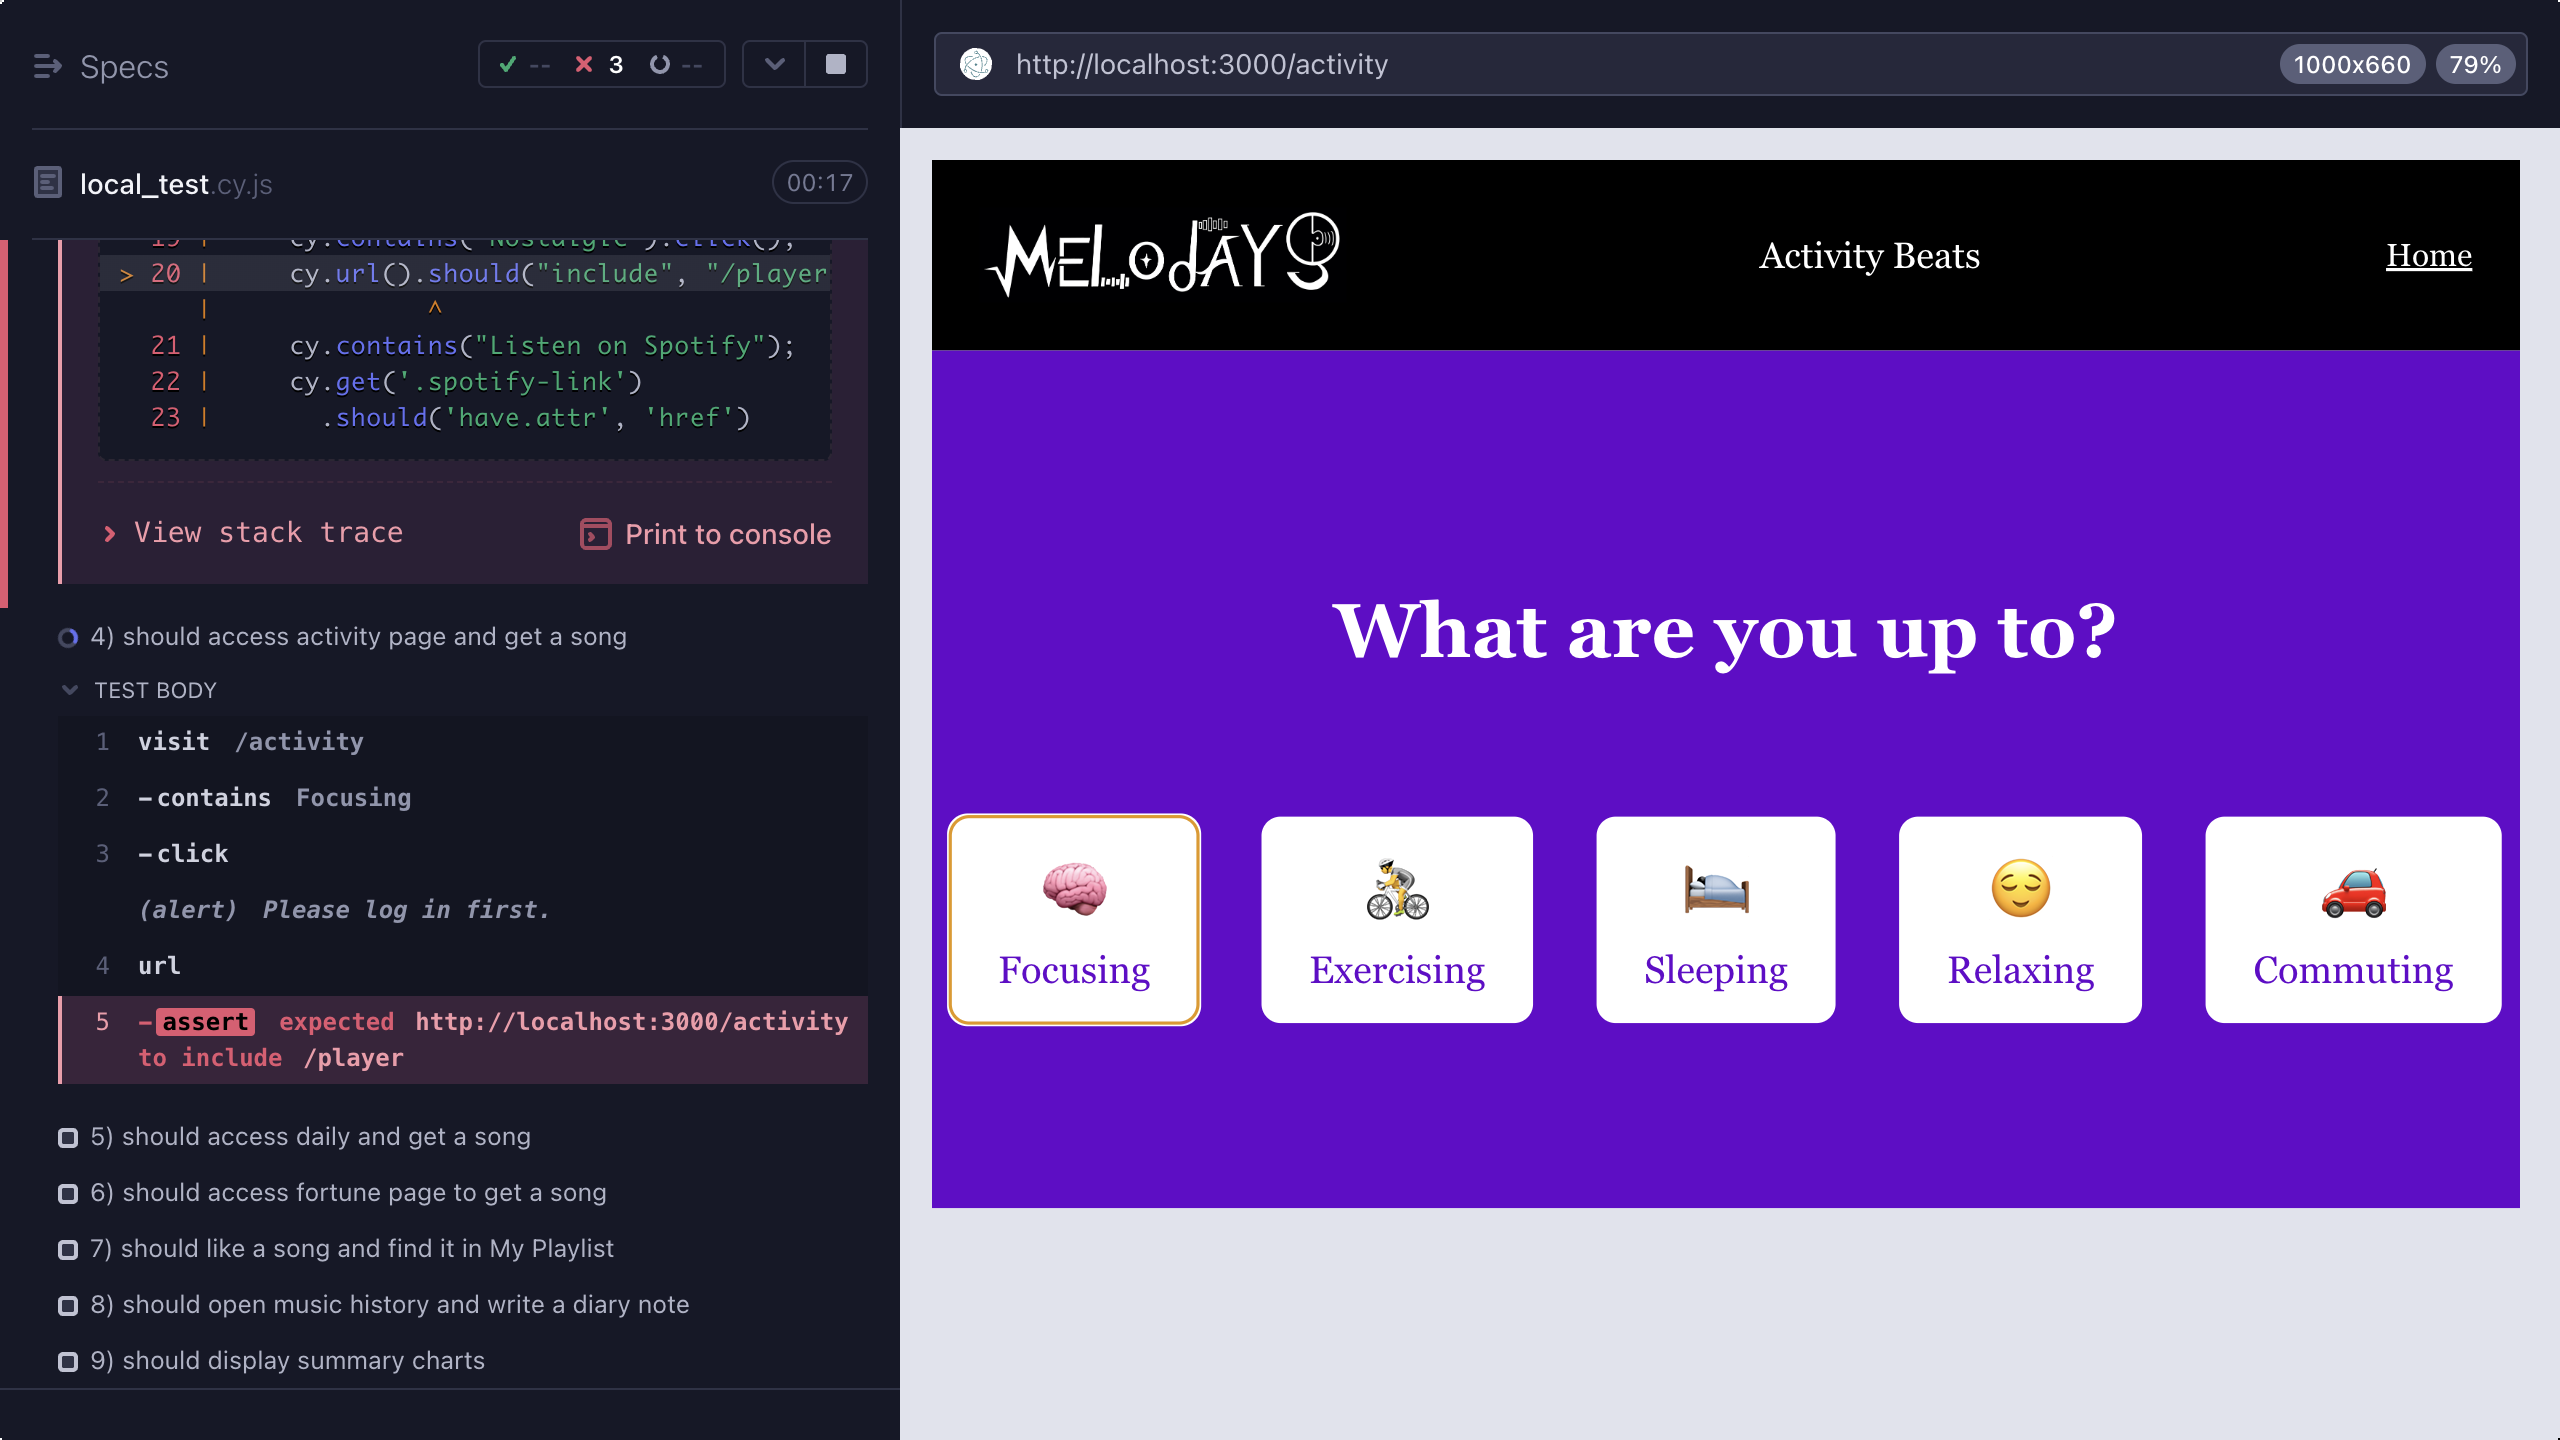 Specs
-- 3 --
local_test.cy.js
00:17
19 | cy.contains("Nostalgic").click();
> 20 | cy.url().should("include", "/player
| ^
21 | cy.contains("Listen on Spotify");
22 | cy.get('.spotify-link')
23 | .should('have.attr', 'href')
View stack trace
Print to console
4) should access activity page and get a song
TEST BODY
1 visit /activity
2 -contains Focusing
3 -click
(alert) Please log in first.
4 url
5 -assert expected http://localhost:3000/activity
to include /player
5) should access daily and get a song
6) should access fortune page to get a song
7) should like a song and find it in My Playlist
8) should open music history and write a diary note
9) should display summary charts
http://localhost:3000/activity
1000x660
79%
MELODAYS
Activity Beats
Home
What are you up to?
Focusing
Exercising
Sleeping
Relaxing
Commuting